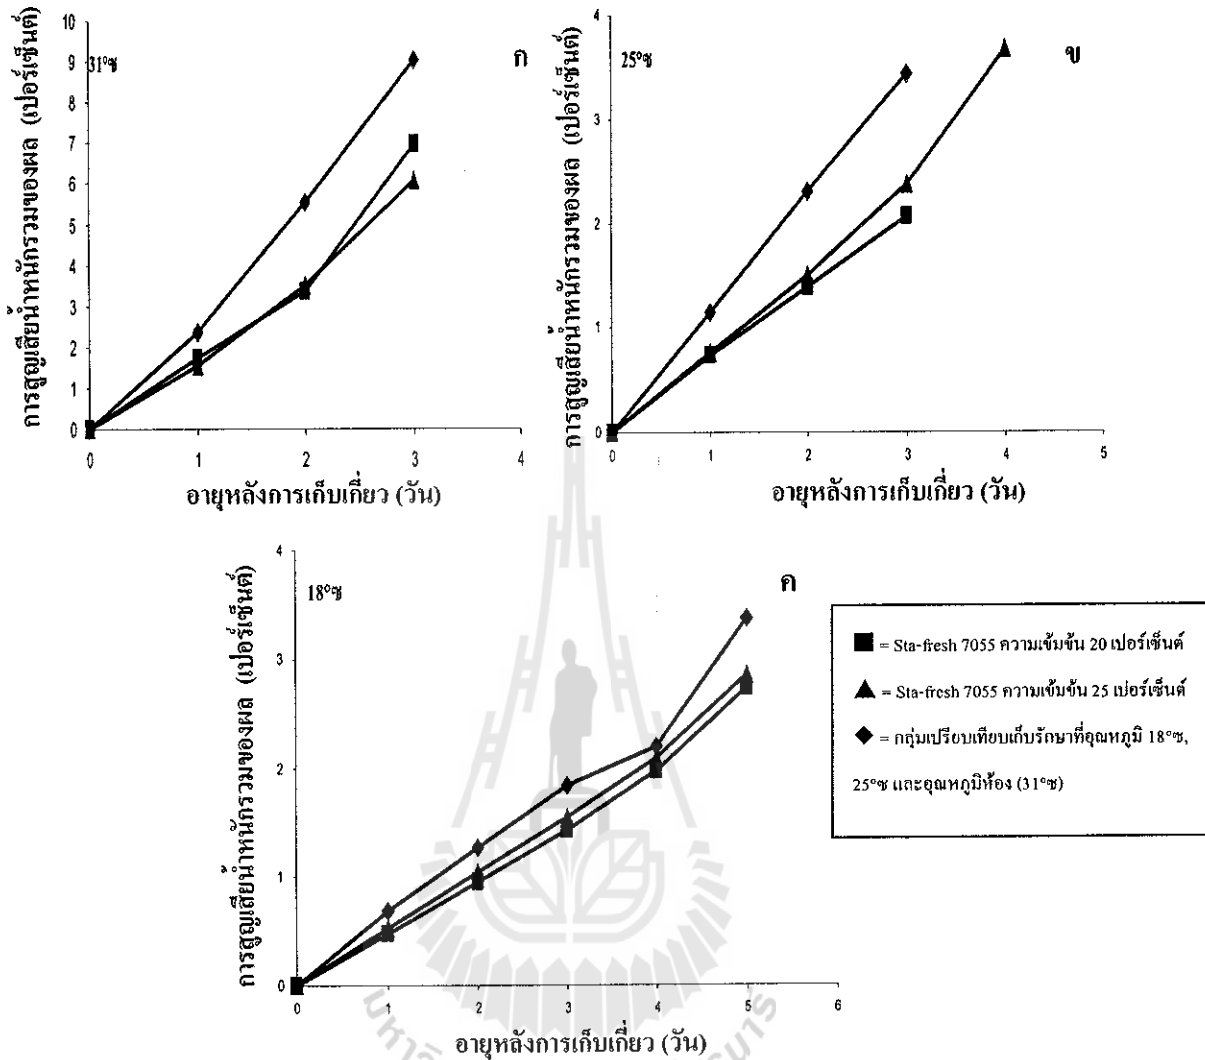 การสูญเสียน้ำหนักรวมของผล (เปอร์เซ็นต์)
10
9
8
7
6
5
4
3
2
1
0
31°ซ
ก
0 1 2 3 4
อายุหลังการเก็บเกี่ยว (วัน)
การสูญเสียน้ำหนักรวมของผล (เปอร์เซ็นต์)
4
3
2
1
0
25°ซ
ข
0 1 2 3 4 5
อายุหลังการเก็บเกี่ยว (วัน)
การสูญเสียน้ำหนักรวมของผล (เปอร์เซ็นต์)
4
3
2
1
0
18°ซ
ค
0 1 2 3 4 5 6
อายุหลังการเก็บเกี่ยว (วัน)
= Sta-fresh 7055 ความเข้มข้น 20 เปอร์เซ็นต์
= Sta-fresh 7055 ความเข้มข้น 25 เปอร์เซ็นต์
= กลุ่มเปรียบเทียบเก็บรักษาที่อุณหภูมิ 18°ซ,
25°ซ และอุณหภูมิห้อง (31°ซ)